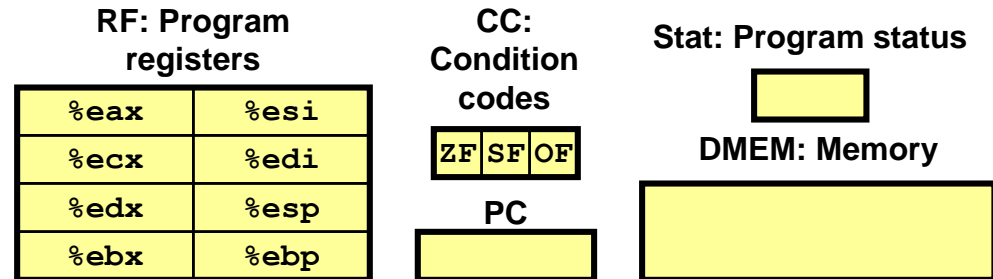 RF: Program
registers
%eax %esi
%ecx %edi
%edx %esp
%ebx %ebp
CC:
Condition
codes
ZF SF OF
PC
Stat: Program status
DMEM: Memory